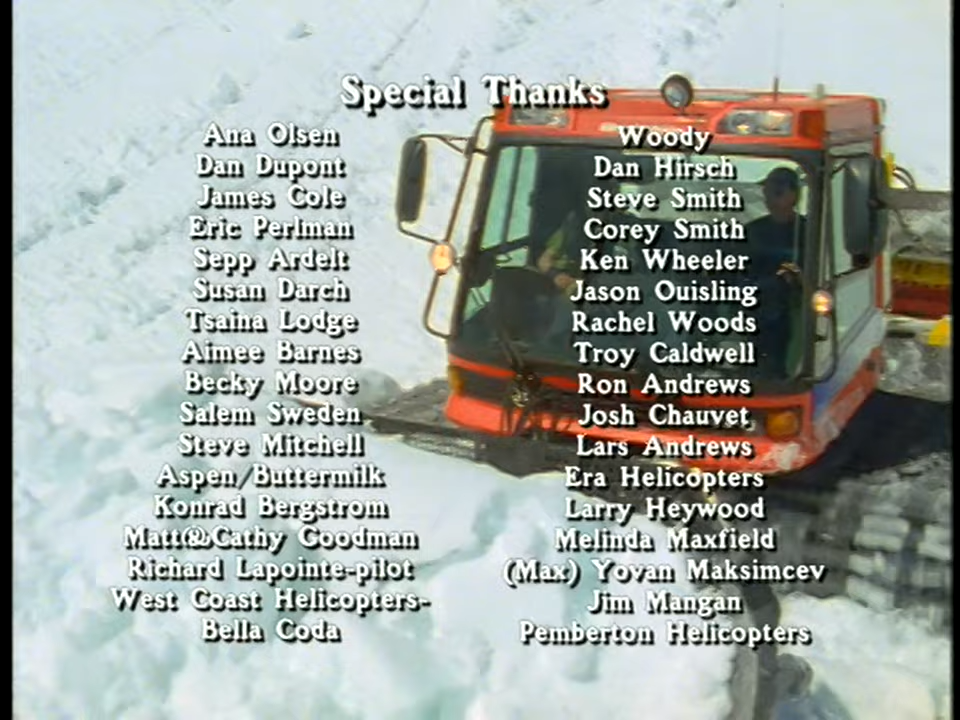 Special Thanks
Ana Olsen
Dan Dupont
James Cole
Eric Perlman
Sepp Ardelt
Susan Darch
Tsaina Lodge
Aimee Barnes
Becky Moore
Salem Sweden
Steve Mitchell
Aspen/Buttermilk
Konrad Bergstrom
Matt&Cathy Goodman
Richard Lapointe-pilot
West Coast Helicopters-
Bella Coda
Woody
Dan Hirsch
Steve Smith
Corey Smith
Ken Wheeler
Jason Ouisling
Rachel Woods
Troy Caldwell
Ron Andrews
Josh Chauvet
Lars Andrews
Era Helicopters
Larry Heywood
Melinda Maxfield
(Max) Yovan Maksimcev
Jim Mangan
Pemberton Helicopters